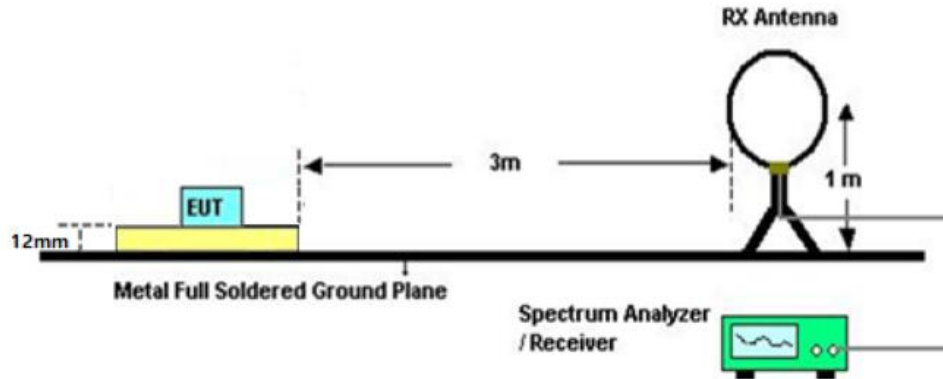 RX Antenna
3m
1 m
EUT
12mm
Metal Full Soldered Ground Plane
Spectrum Analyzer
/ Receiver